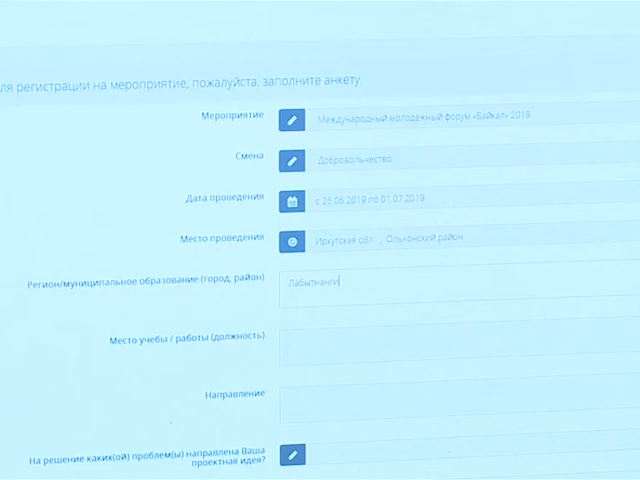 ля регистрации на мероприятие, пожалуйста, заполните анкету.
Мероприятие
Международный молодежный форум «Байкал» 2019
Смена
Добровольчество
Дата проведения
с 25.06.2019 по 01.07.2019
Место проведения
Иркутская обл. , Ольхонский район
Регион/муниципальное образование (город, район)
Лабытнанги
Место учебы / работы (должность)
Направление
На решение каких(ой) проблем(ы) направлена Ваша
проектная идея?